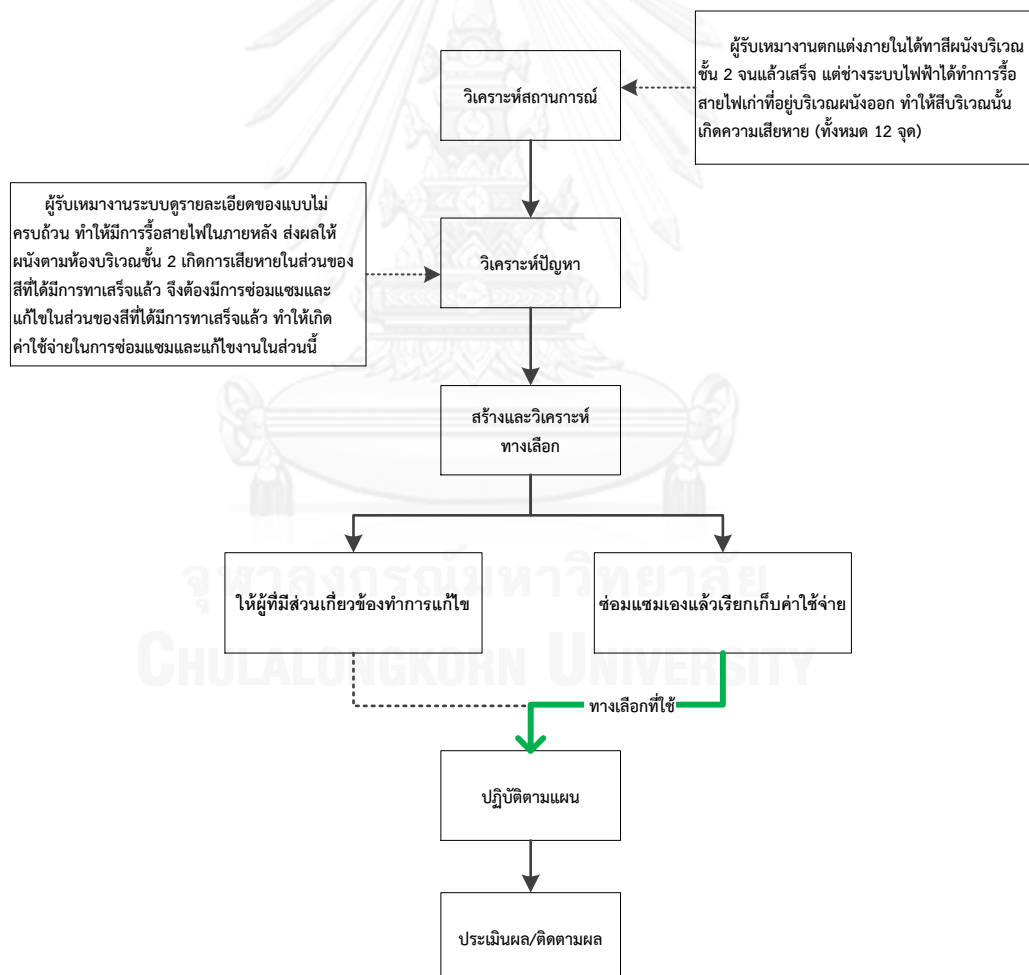 ผู้รับเหมางานตกแต่งภายในได้ทาสีผนังบริเวณ
ชั้น 2 จนแล้วเสร็จ แต่ช่างระบบไฟฟ้าได้ทำการรื้อ
สายไฟเก่าที่อยู่บริเวณผนังออก ทำให้สีบริเวณนั้น
เกิดความเสียหาย (ทั้งหมด 12 จุด)
วิเคราะห์สถานการณ์
ผู้รับเหมางานระบบดูรายละเอียดของแบบไม่
ครบถ้วน ทำให้มีการรื้อสายไฟในภายหลัง ส่งผลให้
ผนังตามห้องบริเวณชั้น 2 เกิดการเสียหายในส่วนของ
สีที่ได้มีการทาเสร็จแล้ว จึงต้องมีการซ่อมแซมและ
แก้ไขในส่วนของสีที่ได้มีการทาเสร็จแล้ว ทำให้เกิด
ค่าใช้จ่ายในการซ่อมแซมและแก้ไขงานในส่วนนี้
วิเคราะห์ปัญหา
สร้างและวิเคราะห์
ทางเลือก
จุฬาลงกรณ์มหาวิทยาลัย
ให้ผู้ที่มีส่วนเกี่ยวข้องทำการแก้ไข
ซ่อมแซมเองแล้วเรียกเก็บค่าใช้จ่าย
CHULALONGKORN UNIVERSITY
ทางเลือกที่ใช้
ปฏิบัติตามแผน
ประเมินผล/ติดตามผล